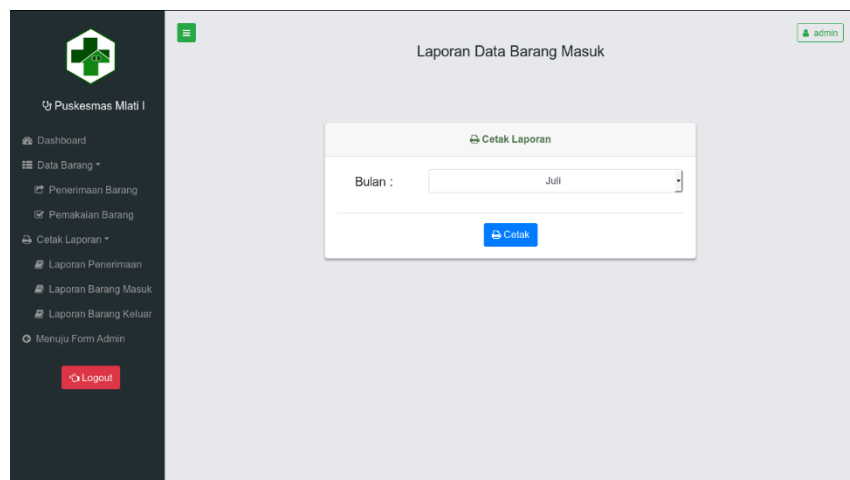 Puskesmas Mlati I
Dashboard
Data Barang
Penerimaan Barang
Pemakaian Barang
Cetak Laporan
Laporan Penerimaan
Laporan Barang Masuk
Laporan Barang Keluar
Menuju Form Admin
Logout
admin
Laporan Data Barang Masuk
Cetak Laporan
Bulan : Juli
Cetak